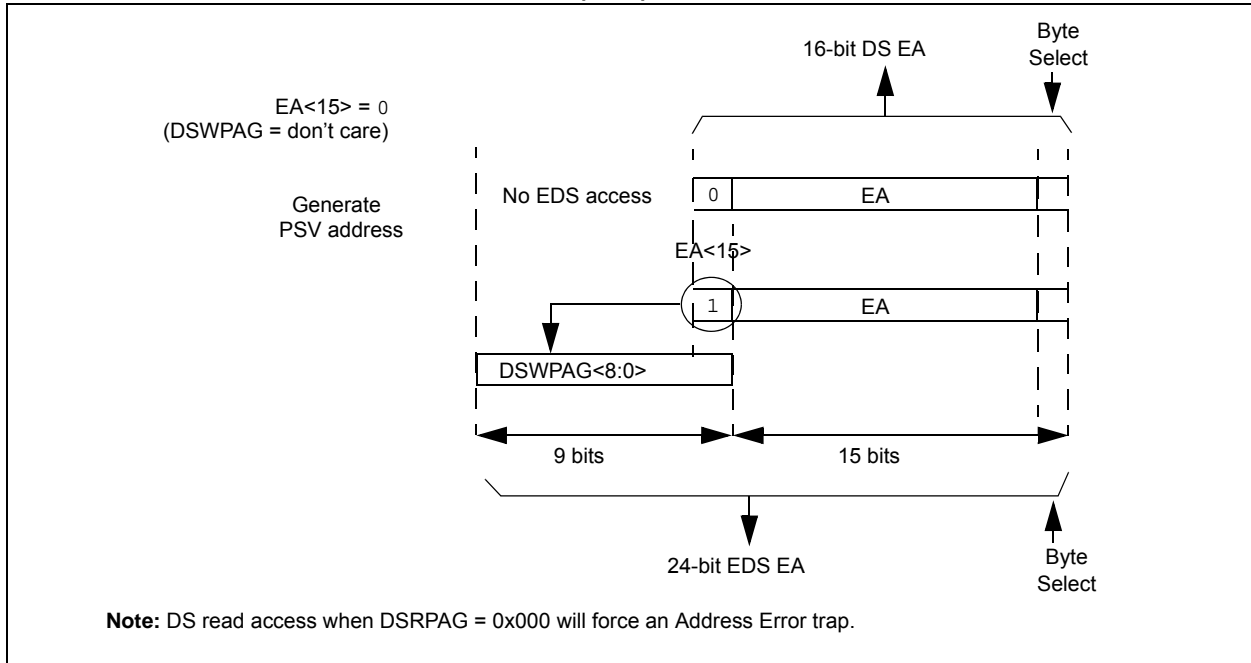 16-bit DS EA
Byte
Select
EA<15> = 0
(DSWPAG = don't care)
No EDS access
0
EA
Generate
PSV address
EA<15>
1
EA
DSWPAG<8:0>
9 bits
15 bits
24-bit EDS EA
Byte
Select
Note: DS read access when DSRPAG = 0x000 will force an Address Error trap.